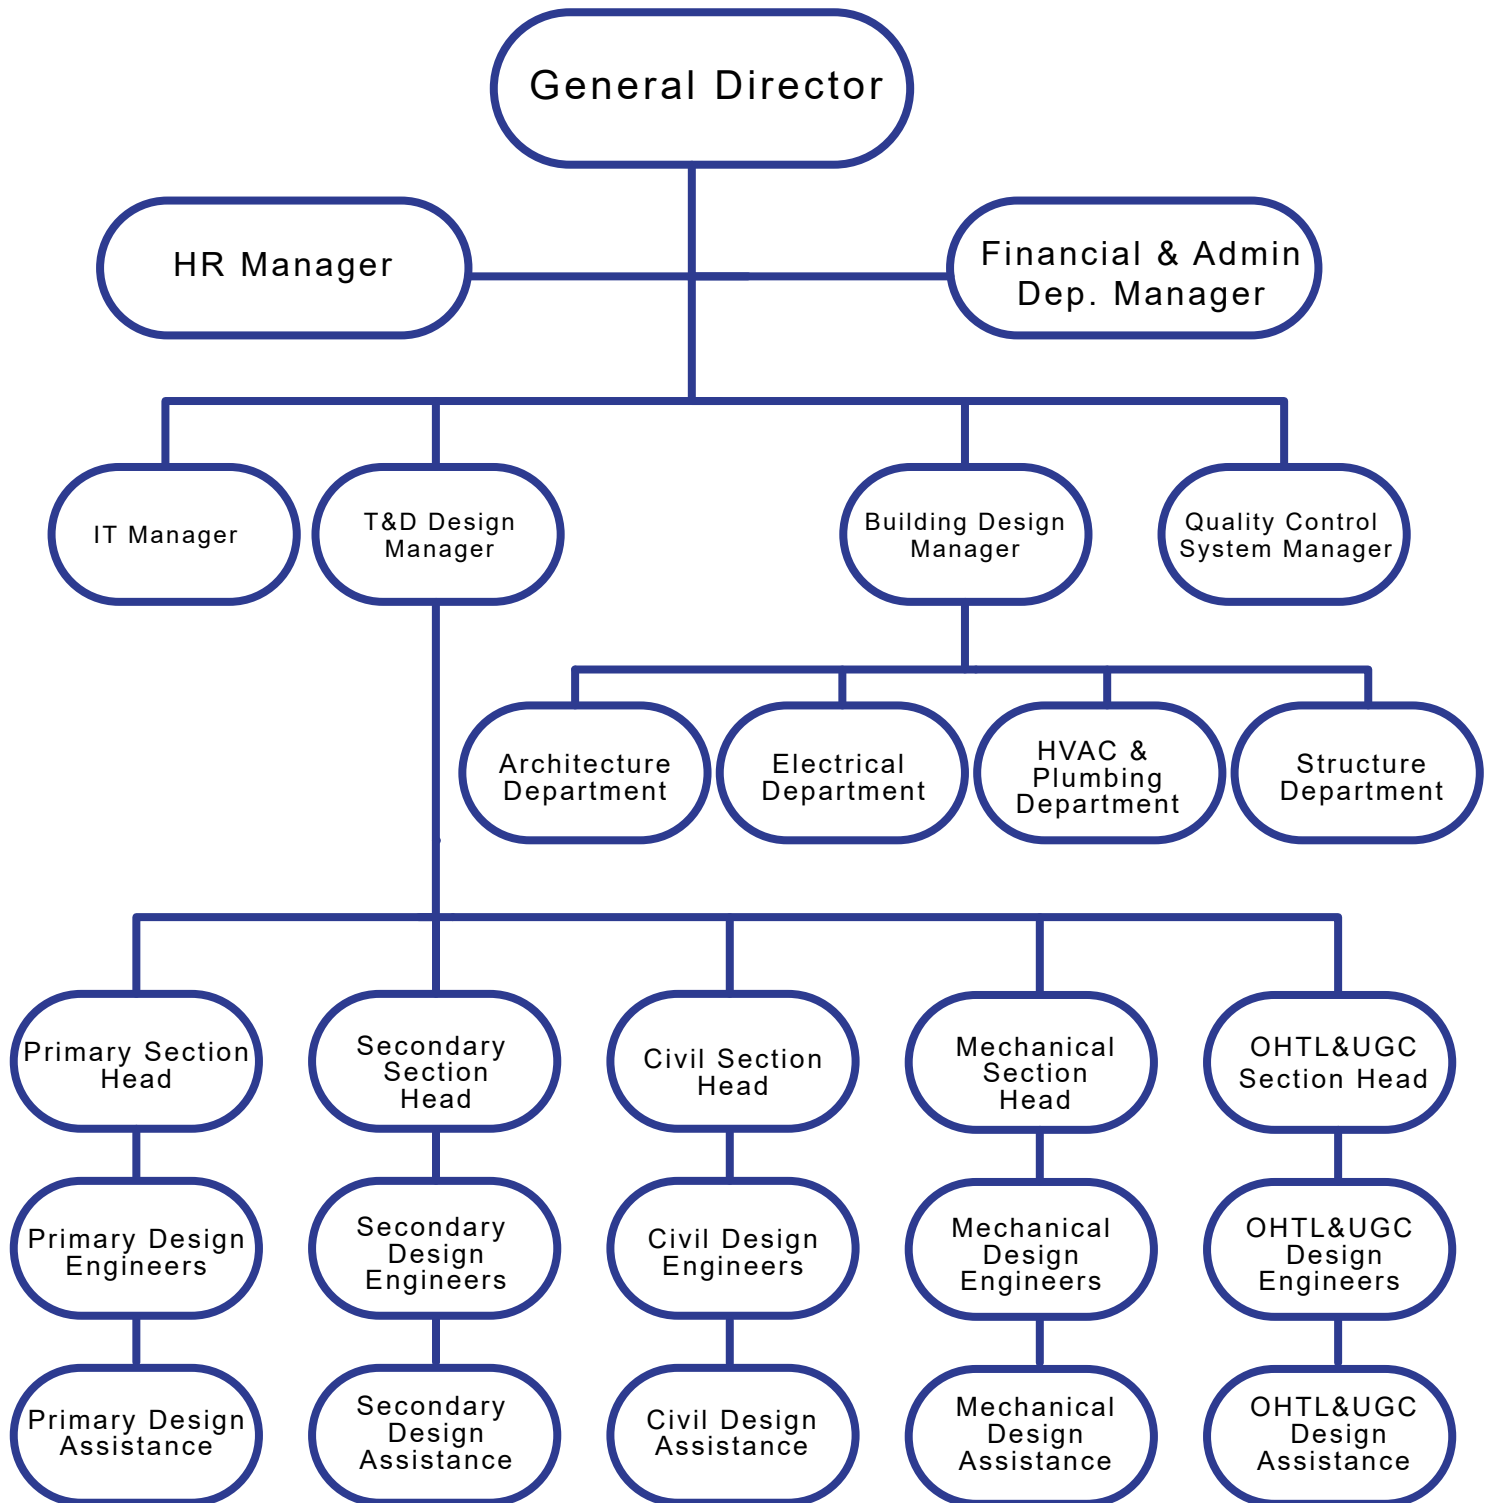 General Director
HR Manager
Financial & Admin
Dep. Manager
IT Manager
T&D Design
Manager
Building Design
Manager
Quality Control
System Manager
Architecture
Department
Electrical
Department
HVAC &
Plumbing
Department
Structure
Department
Primary Section
Head
Secondary
Section
Head
Civil Section
Head
Mechanical
Section
Head
OHTL&UGC
Section Head
Primary Design
Engineers
Secondary
Design
Engineers
Civil Design
Engineers
Mechanical
Design
Engineers
OHTL&UGC
Design
Engineers
Primary Design
Assistance
Secondary
Design
Assistance
Civil Design
Assistance
Mechanical
Design
Assistance
OHTL&UGC
Design
Assistance